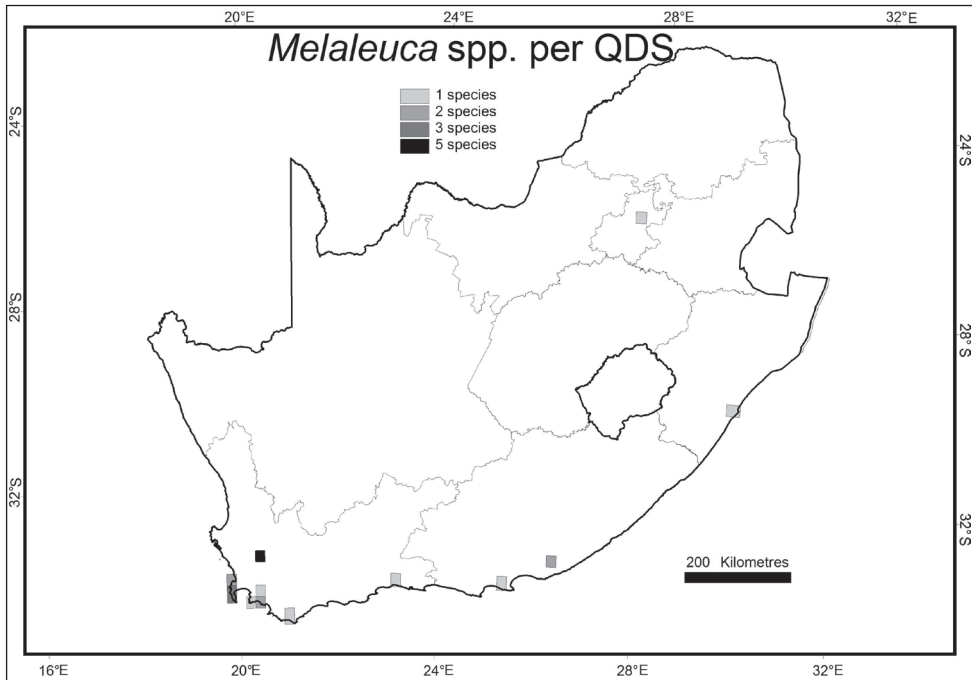 20°E 24°E 28°E 32°E
Melaleuca spp. per QDS
1 species
2 species
3 species
5 species
24°S
24°S
28°S
28°S
32°S
32°S
200 Kilometres
16°E 20°E 24°E 28°E 32°E